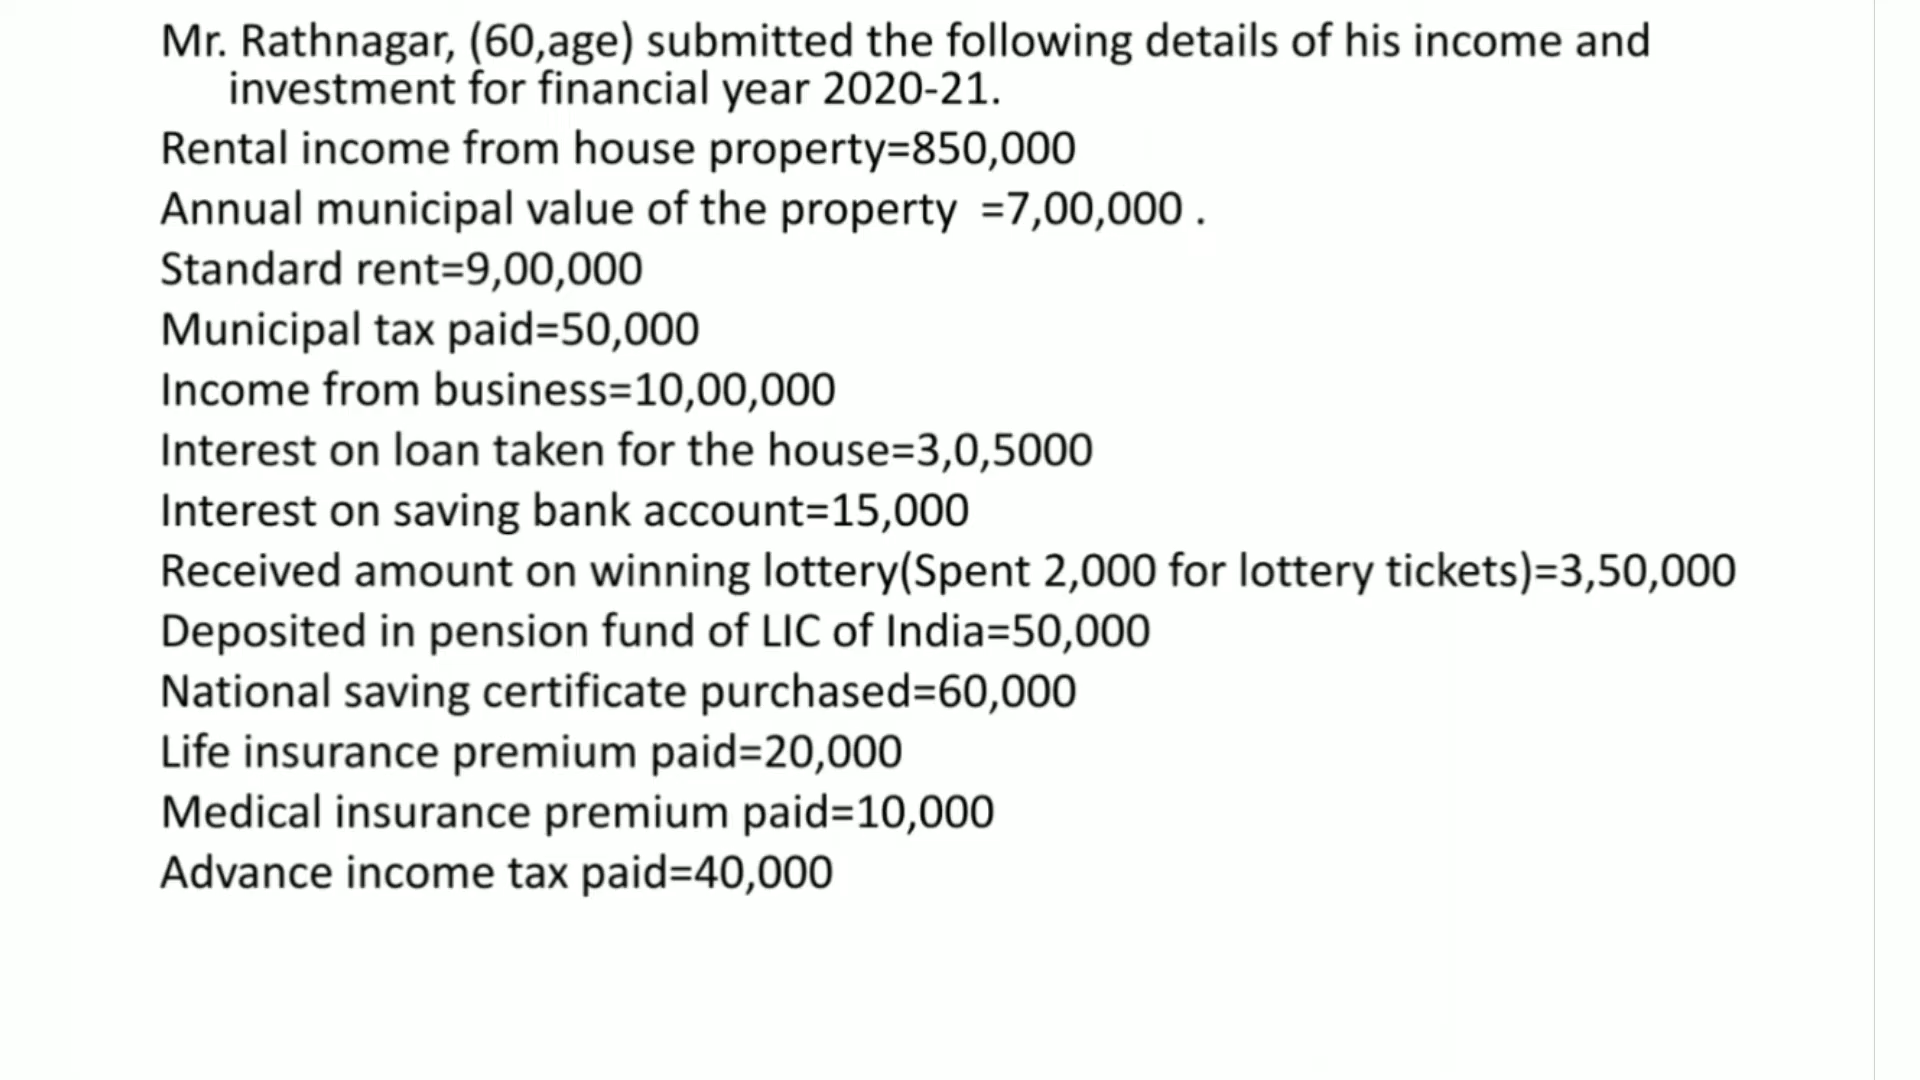 Mr. Rathnagar, (60,age) submitted the following details of his income and
investment for financial year 2020-21.
Rental income from house property=850,000
Annual municipal value of the property =7,00,000 .
Standard rent=9,00,000
Municipal tax paid=50,000
Income from business=10,00,000
Interest on loan taken for the house=3,0,5000
Interest on saving bank account=15,000
Received amount on winning lottery(Spent 2,000 for lottery tickets)=3,50,000
Deposited in pension fund of LIC of India=50,000
National saving certificate purchased=60,000
Life insurance premium paid=20,000
Medical insurance premium paid=10,000
Advance income tax paid=40,000